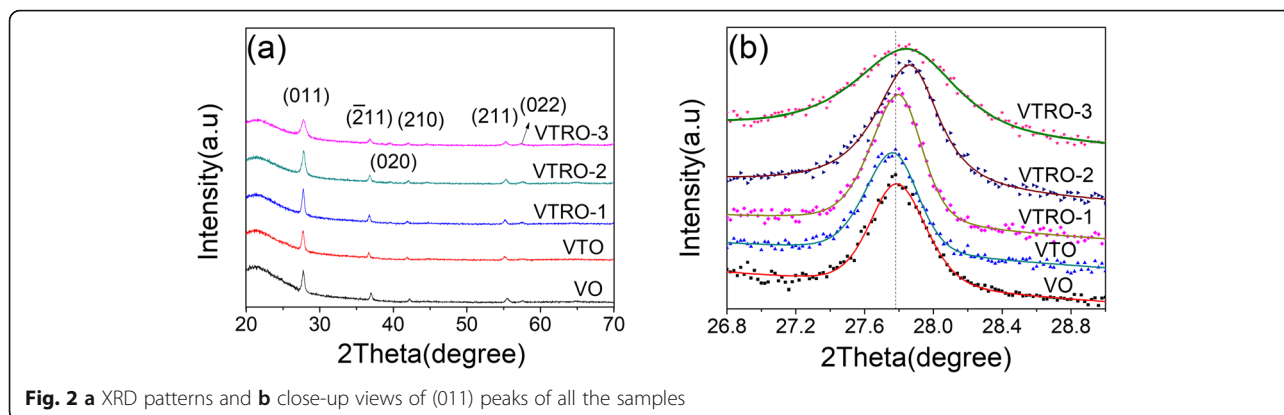 (a)
(011)
(2̅11) (210) (211) (022)
(020)
VTRO-3
VTRO-2
VTRO-1
VTO
VO
Intensity(a.u)
20 30 40 50 60 70
2Theta(degree)
(b)
VTRO-3
VTRO-2
VTRO-1
VTO
VO
Intensity(a.u)
26.8 27.2 27.6 28.0 28.4 28.8
2Theta(degree)
Fig. 2 a XRD patterns and b close-up views of (011) peaks of all the samples